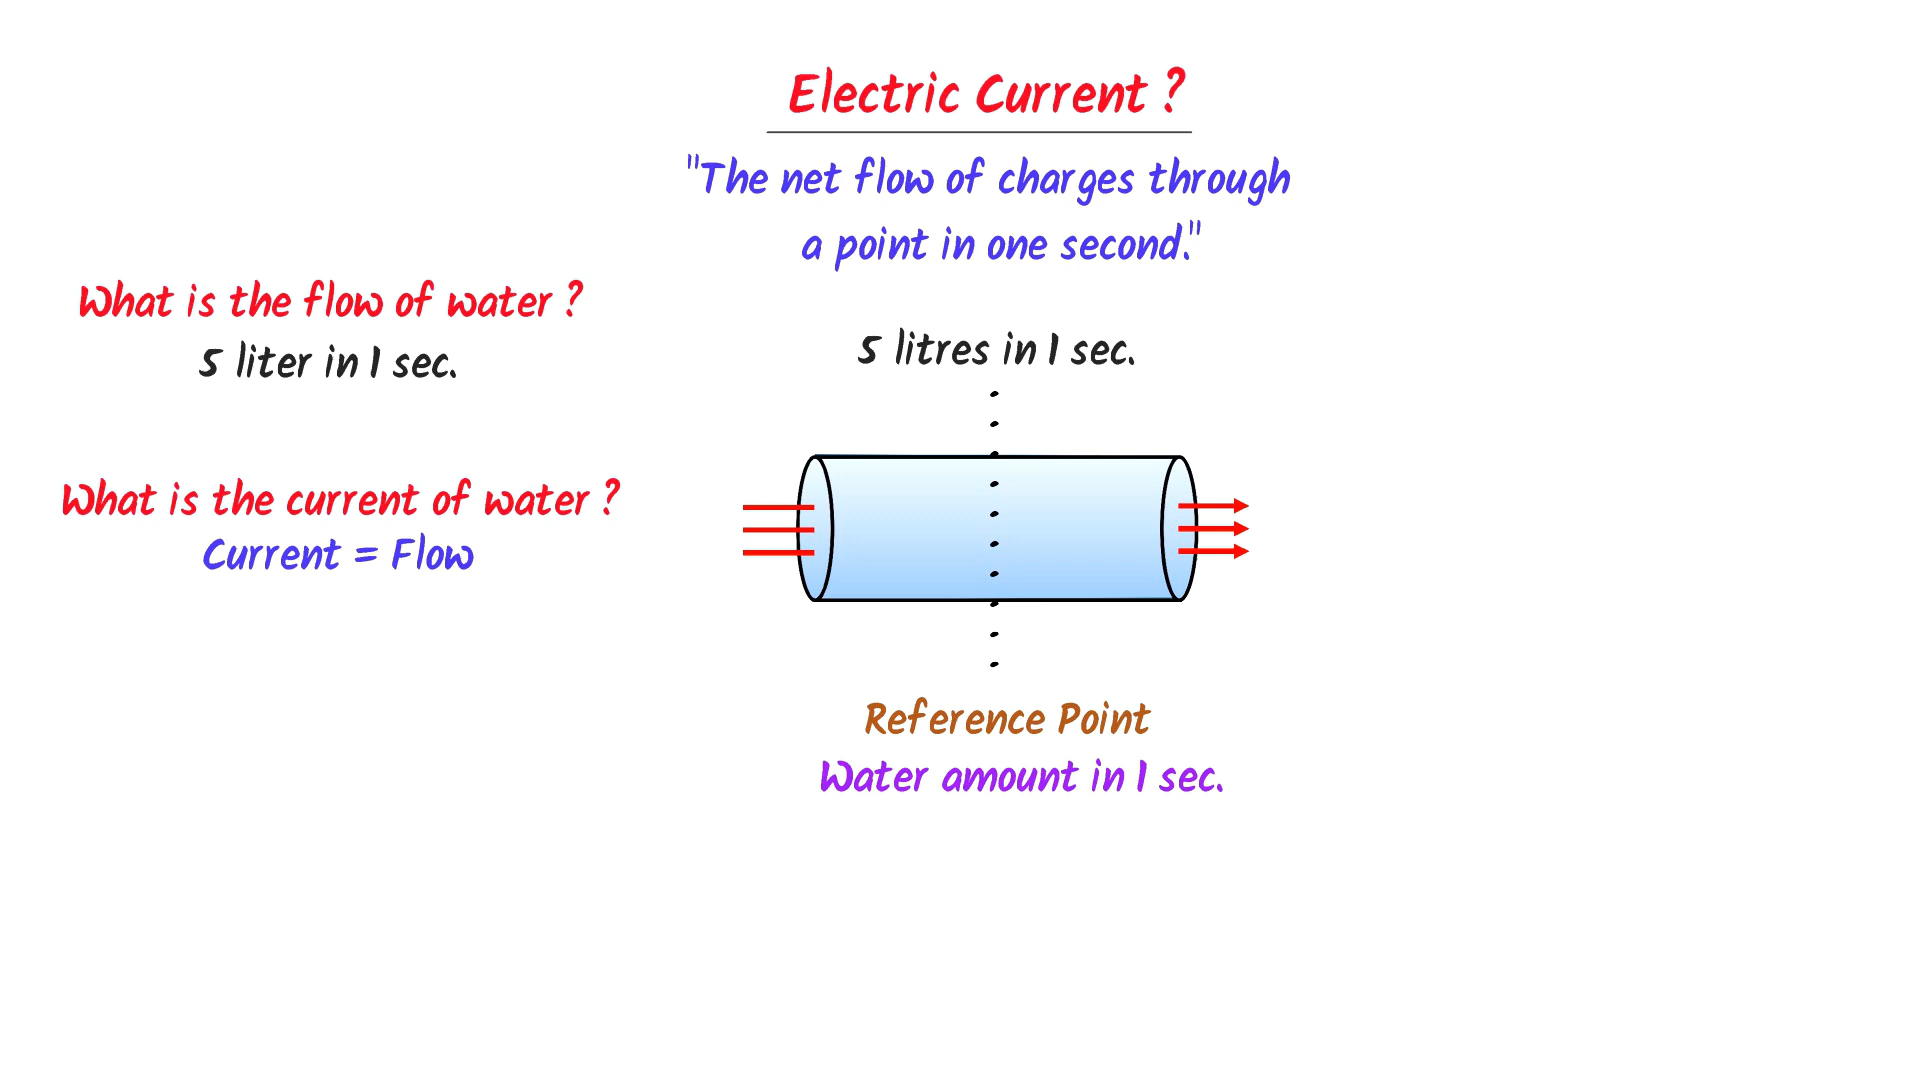 Electric Current ?
"The net flow of charges through
a point in one second."
What is the flow of water ?
5 liter in 1 sec.
What is the current of water ?
Current = Flow
5 litres in 1 sec.
Reference Point
Water amount in 1 sec.